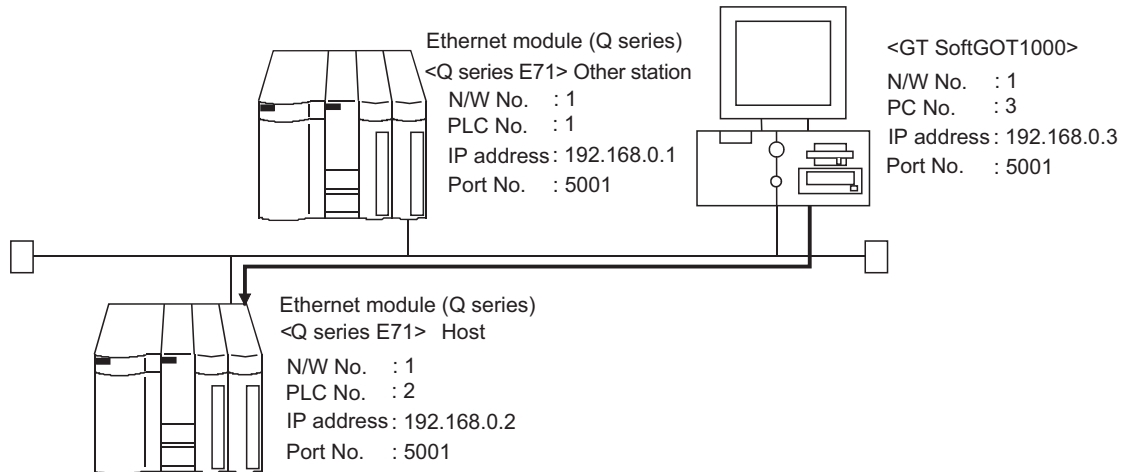 Ethernet module (Q series)
<Q series E71> Other station
N/W No. : 1
PLC No. : 1
IP address : 192.168.0.1
Port No. : 5001
<GT SoftGOT1000>
N/W No. : 1
PC No. : 3
IP address : 192.168.0.3
Port No. : 5001
Ethernet module (Q series)
<Q series E71> Host
N/W No. : 1
PLC No. : 2
IP address : 192.168.0.2
Port No. : 5001